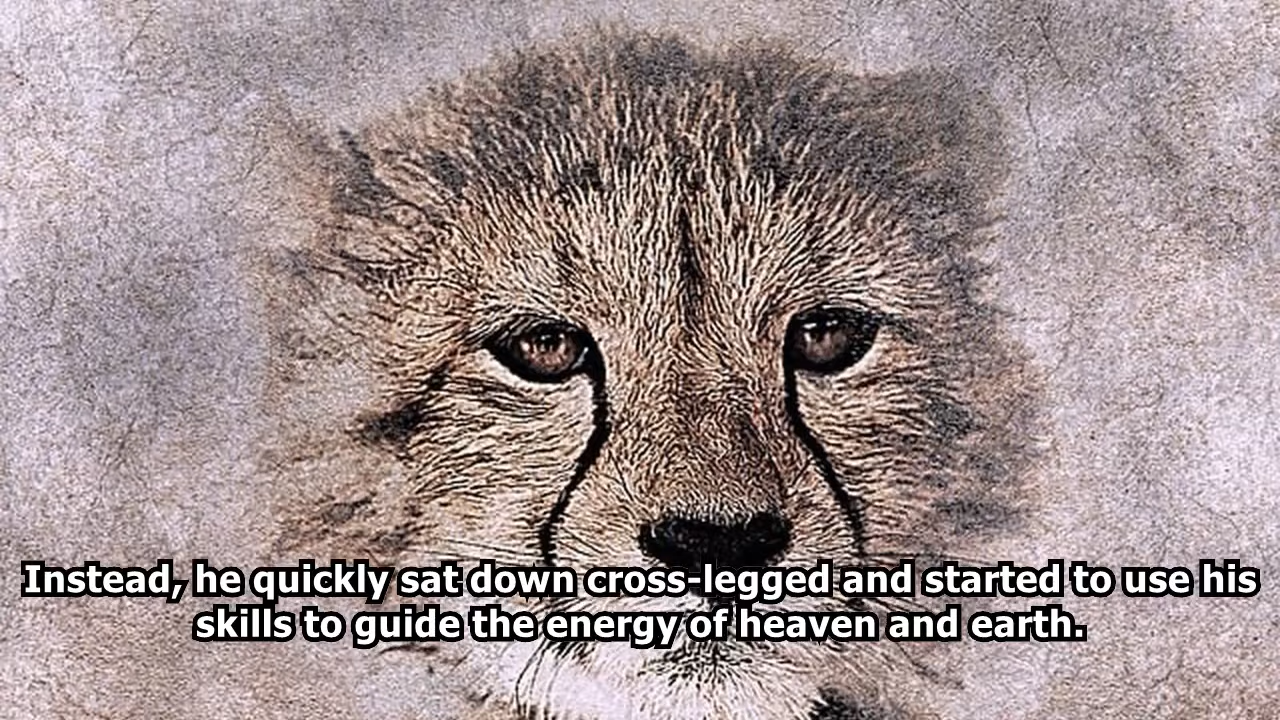 Instead, he quickly sat down cross-legged and started to use his
skills to guide the energy of heaven and earth.